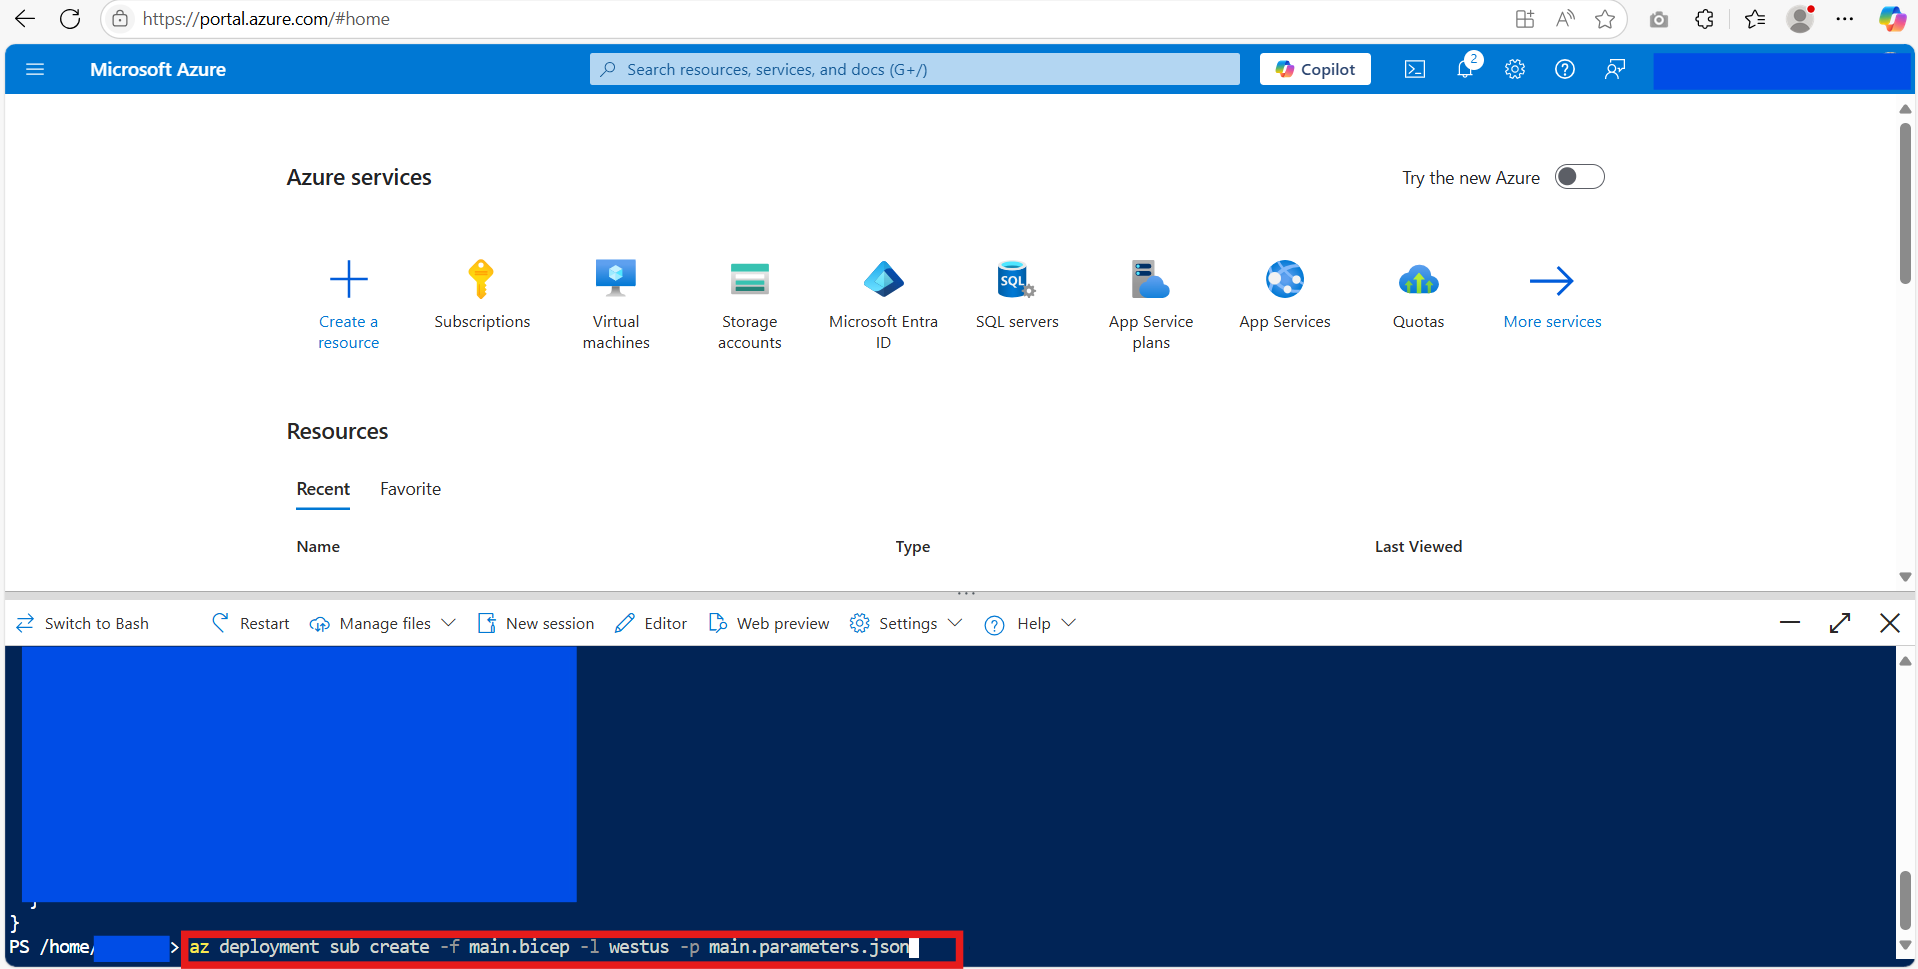 https://portal.azure.com/#home
Microsoft Azure
Search resources, services, and docs (G+/)
Copilot
2
Azure services
Try the new Azure
Create a resource
Subscriptions
Virtual machines
Storage accounts
Microsoft Entra ID
SQL
SQL servers
App Service plans
App Services
Quotas
More services
Resources
Recent
Favorite
Name
Type
Last Viewed
Switch to Bash
Restart
Manage files
New session
Editor
Web preview
Settings
Help
}
}
PS /home/ > az deployment sub create -f main.bicep -l westus -p main.parameters.json